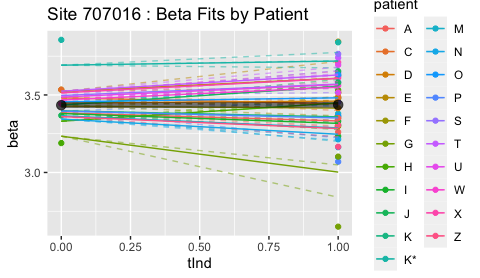 Site 707016 : Beta Fits by Patient
beta
3.5
3.0
0.00 0.25 0.50 0.75 1.00
tInd
patient
A M
C N
D O
E P
F S
G T
H U
I W
J X
K Z
K*